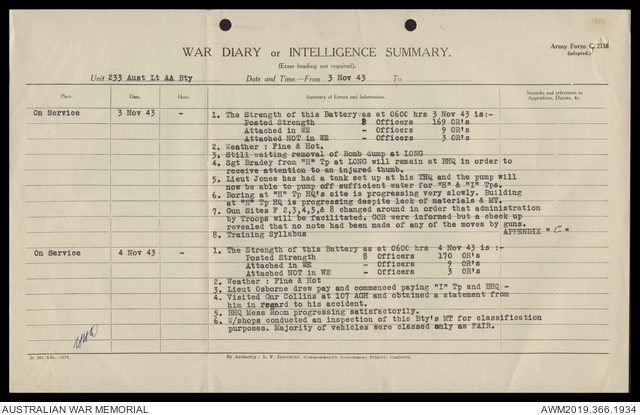 WAR DIARY or INTELLIGENCE SUMMARY.
Army Form C. 2118
(adapted.)
(Erase heading not required).
Unit 233 Aust Lt AA Bty Date and Time—From 3 Nov 43 To
Place. Date. Hour. Summary of Events and Information. Remarks and references to Appendices, Diaries, &c.
On Service 3 Nov 43 - 1. The Strength of this Battery as at 0600 hrs 3 Nov 43 is :-
Posted Strength 8 Officers 169 OR's
Attached in WE - Officers 9 OR's
Attached NOT in WE - Officers 3 OR's
2. Weather : Fine & Hot.
3. Still waiting removal of Bomb dump at LONG
4. Sgt Bradey from "H" Tp at LONG will remain at BHQ in order to
receive attention to an injured thumb.
5. Lieut Jones has had a tank set up at his THQ and the pump will
now be able to pump off sufficient water for "H" & "I" Tps.
6. Boring at "H" Tp HQ's site is progressing very slowly. Building
at "H" Tp HQ is progressing despite lack of materials & MT.
7. Gun Sites F 2,3,4,5,& 8 changed around in order that administration
by Troops will be facilitated. GOR were informed but a check up
revealed that no note had been made of any of the moves by guns.
8. Training Syllabus APPENDIX "C"
On Service 4 Nov 43 - 1. The Strength of this Battery as at 0600 hrs 4 Nov 43 is :-
Posted Strength 8 Officers 170 OR's
Attached in WE - Officers 9 OR's
Attached NOT in WE - Officers 3 OR's
2. Weather : Fine & Hot
3. Lieut Osborne drew pay and commenced paying "I" Tp and BHQ -
4. Visited Gnr Collins at 107 AGH and obtained a statement from
him in regard to his accident.
5. BHQ Mess Room progressing satisfactorily.
6. W/shops conducted an inspection of this Bty's MT for classification
purposes. Majority of vehicles were classed only as FAIR.
By Authority: L. F. Johnston, Commonwealth Government Printer, Canberra.
AUSTRALIAN WAR MEMORIAL
AWM2019.366.1934